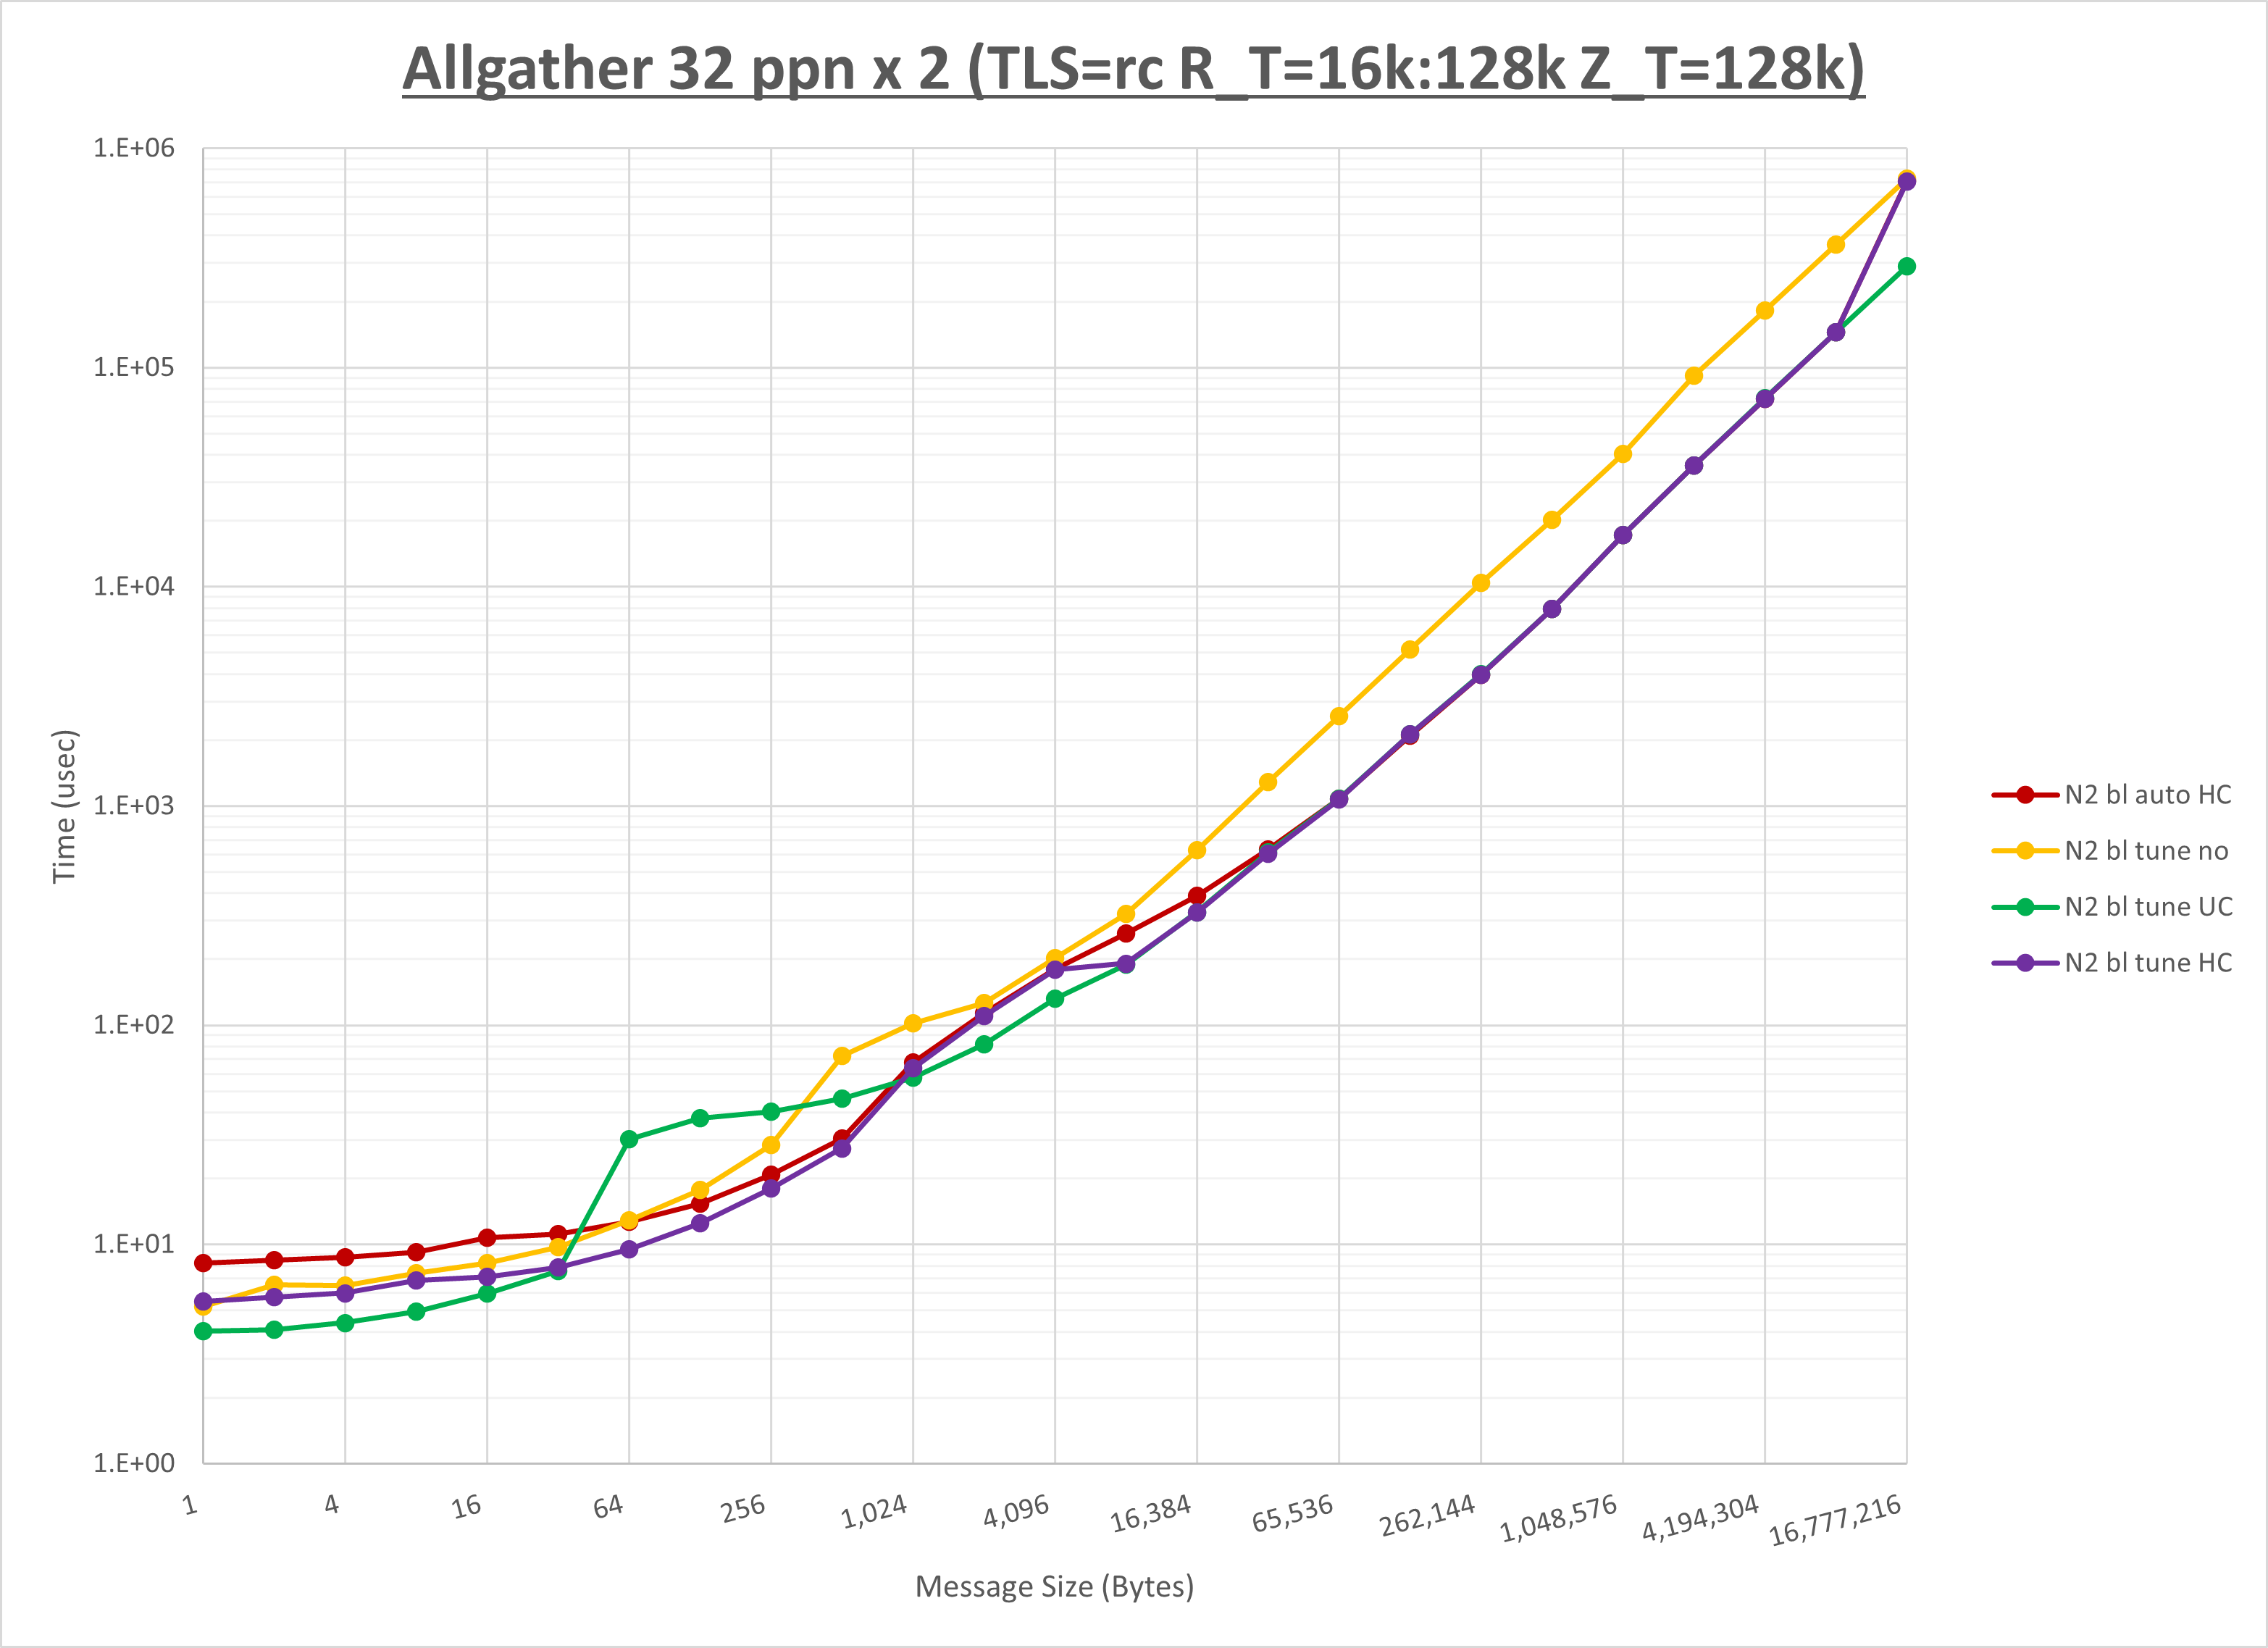 Allgather 32 ppn x 2 (TLS=rc R_T=16k:128k Z_T=128k)
1.E+06
1.E+05
1.E+04
1.E+03
1.E+02
1.E+01
1.E+00
Time (usec)
1
4
16
64
256
1,024
4,096
16,384
65,536
262,144
1,048,576
4,194,304
16,777,216
Message Size (Bytes)
N2 bl auto HC
N2 bl tune no
N2 bl tune UC
N2 bl tune HC